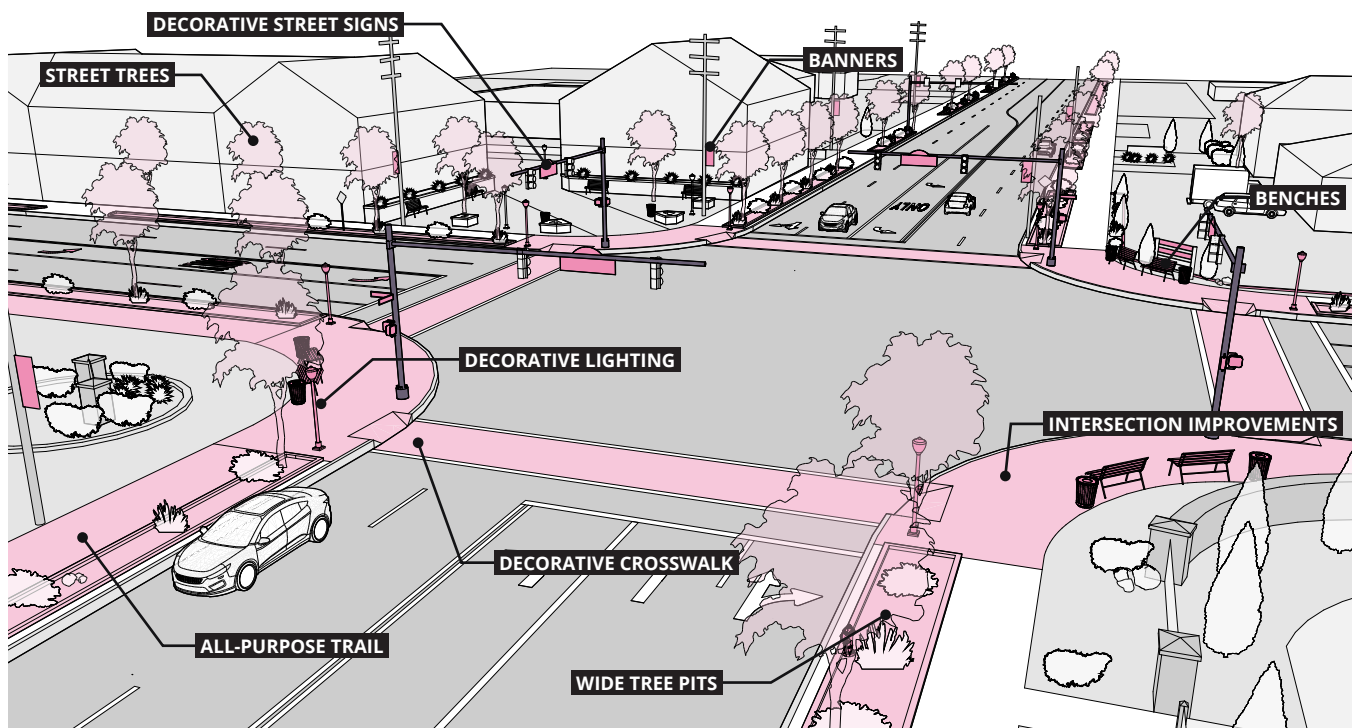 DECORATIVE STREET SIGNS
BANNERS
STREET TREES
BENCHES
ONLY
DECORATIVE LIGHTING
INTERSECTION IMPROVEMENTS
DECORATIVE CROSSWALK
ALL-PURPOSE TRAIL
WIDE TREE PITS